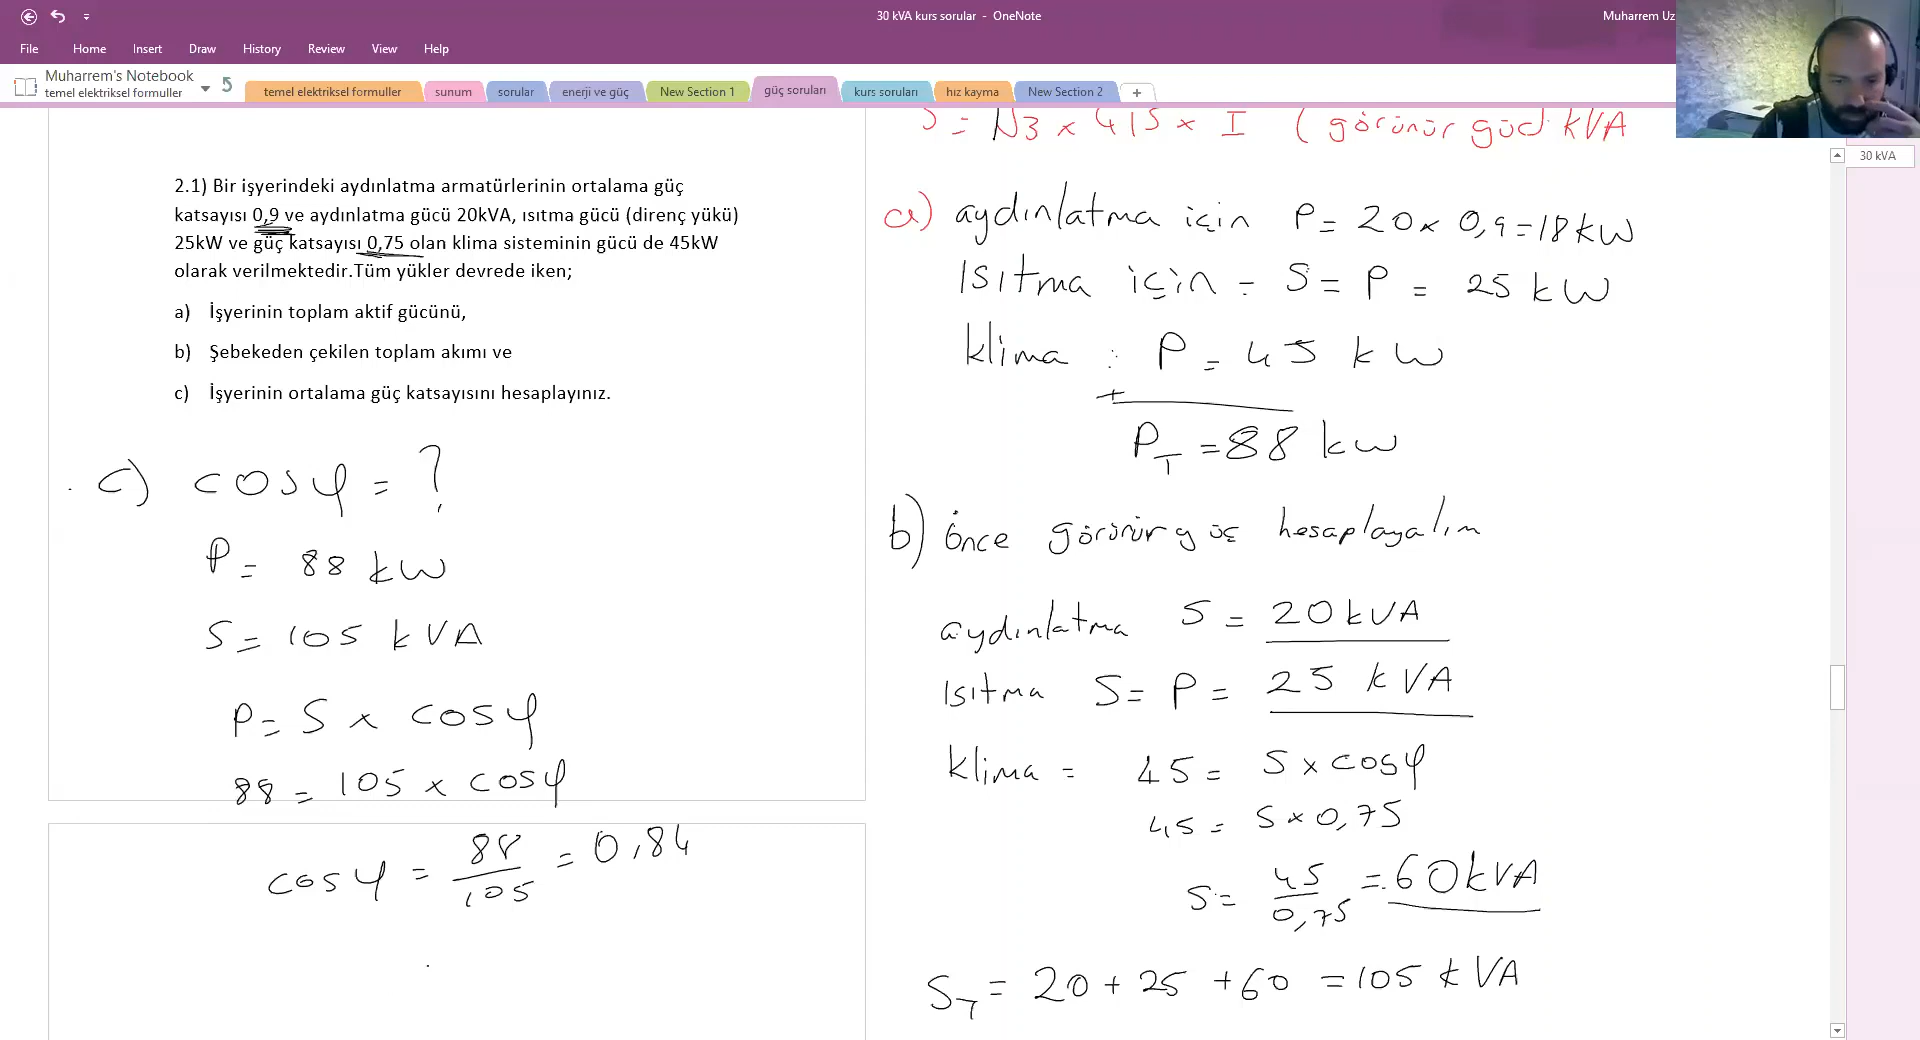 30 kVA kurs sorular - OneNote
Muharrem Uz
File Home Insert Draw History Review View Help
Muharrem's Notebook
temel elektriksel formuller
temel elektriksel formuller sunum sorular enerji ve güç New Section 1 güç soruları kurs soruları hız kayma New Section 2 +
30 kVA
2.1) Bir işyerindeki aydınlatma armatürlerinin ortalama güç
katsayısı 0,9 ve aydınlatma gücü 20kVA, ısıtma gücü (direnç yükü)
25kW ve güç katsayısı 0,75 olan klima sisteminin gücü de 45kW
olarak verilmektedir.Tüm yükler devrede iken;
a) İşyerinin toplam aktif gücünü,
b) Şebekeden çekilen toplam akımı ve
c) İşyerinin ortalama güç katsayısını hesaplayınız.
c) cosφ = ?
P = 88 kW
S = 105 kVA
P = S x cosφ
88 = 105 x cosφ
cosφ = 88/105 = 0,84
S = √3 x 415 x I (görünür güç kVA
a) aydınlatma için P = 20 x 0,9 = 18 kW
ısıtma için = S = P = 25 kW
klima : P = 45 kW
+
PT = 88 kw
b) Önce görünür güç hesaplayalım
aydınlatma S = 20 kVA
ısıtma S = P = 25 kVA
klima = 45 = S x cosφ
45 = S x 0,75
S = 45/0,75 = 60 kVA
ST = 20 + 25 + 60 = 105 kVA